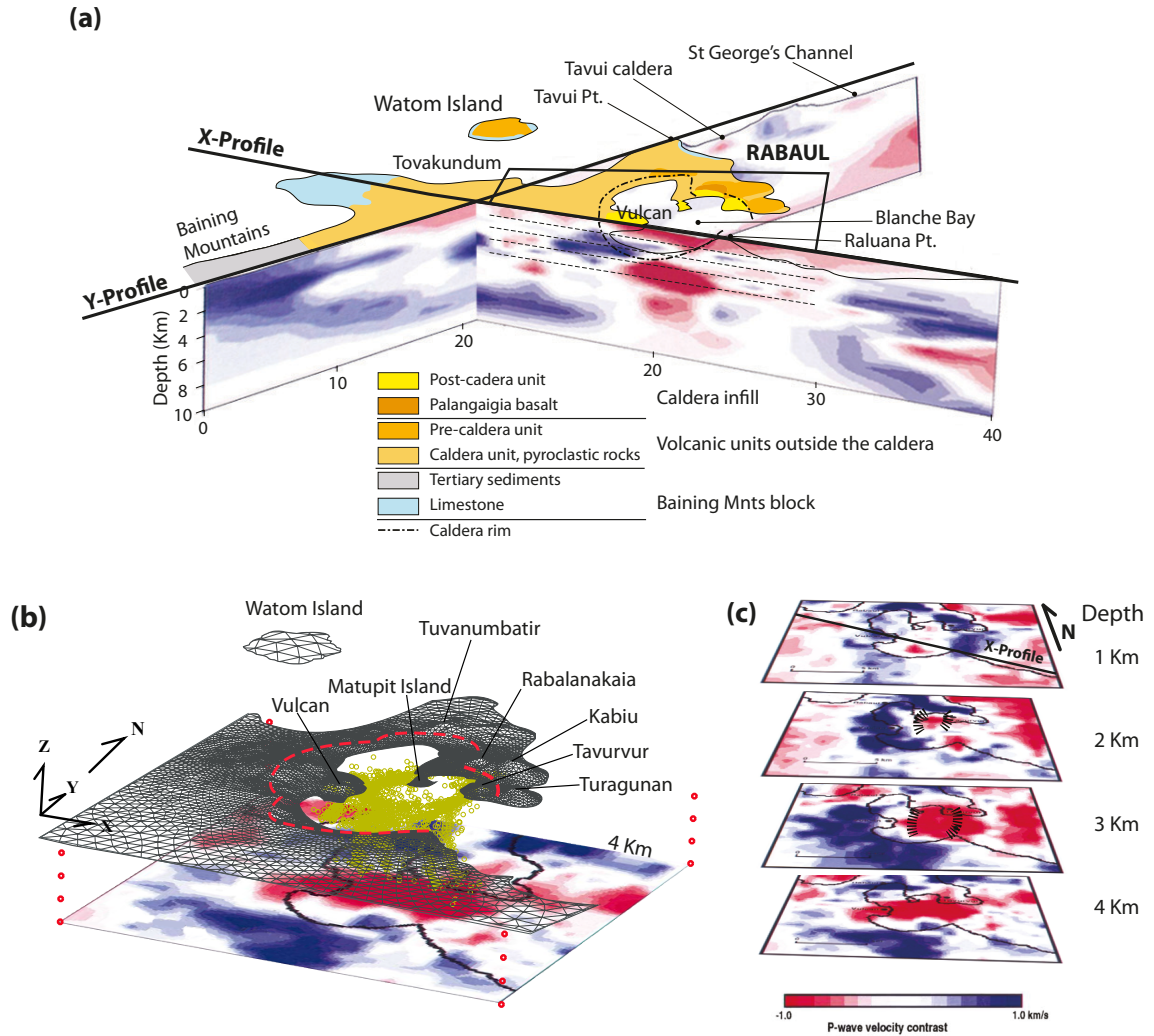 (a)
St George's Channel
Tavui caldera
Tavui Pt.
Watom Island
X-Profile
RABAUL
Tovakundum
Vulcan
Blanche Bay
Raluana Pt.
Baining
Mountains
Y-Profile
0
2
4
6
8
10
Depth (Km)
0
10
20
20
30
40
Post-cadera unit
Palangaigia basalt
Caldera infill
Pre-caldera unit
Caldera unit, pyroclastic rocks
Volcanic units outside the caldera
Tertiary sediments
Limestone
Baining Mnts block
Caldera rim
(b)
Watom Island
Tuvanumbatir
Matupit Island
Rabalanakaia
Vulcan
Kabiu
Tavurvur
Turagunan
N
Z
Y
X
4 Km
(c)
Depth
N
X-Profile
1 Km
2 Km
3 Km
4 Km
-1.0
1.0 km/s
P-wave velocity contrast